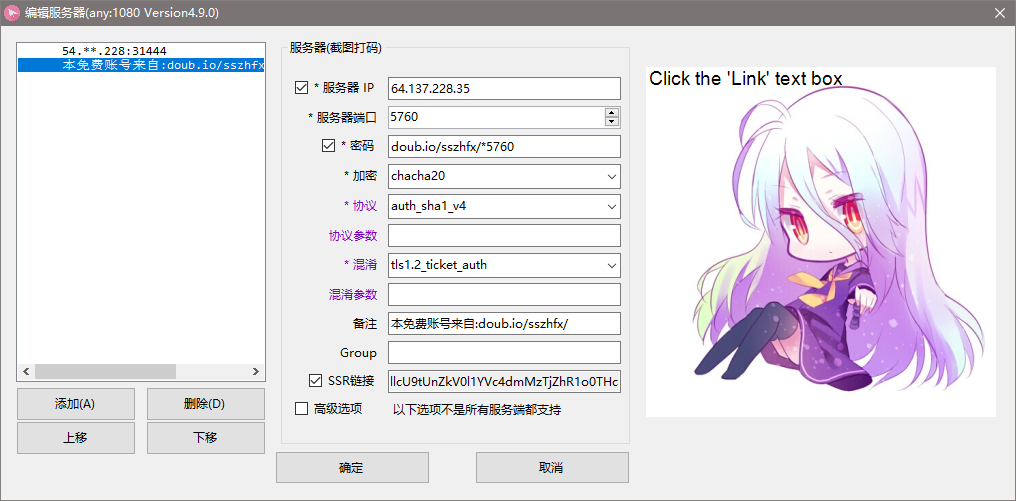 编辑服务器(any:1080 Version4.9.0)
54.**.228:31444
本免费账号来自:doub.io/sszhfx
添加(A)
删除(D)
上移
下移
服务器(截图打码)
* 服务器 IP
64.137.228.35
* 服务器端口
5760
* 密码
doub.io/sszhfx/*5760
* 加密
chacha20
* 协议
auth_sha1_v4
协议参数
* 混淆
tls1.2_ticket_auth
混淆参数
备注
本免费账号来自:doub.io/sszhfx/
Group
SSR链接
llcU9tUnZkV0l1YVc4dmMzTjZhR1o0THc
高级选项
以下选项不是所有服务端都支持
确定
取消
Click the 'Link' text box